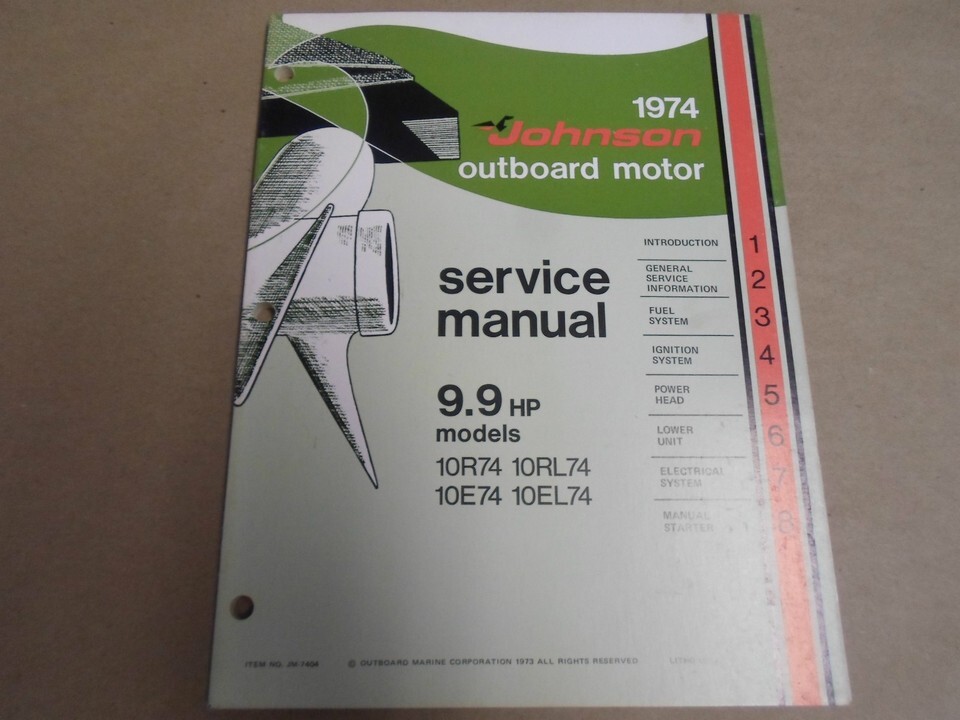 1974
Johnson
outboard motor
service
manual
9.9 HP
models
10R74 10RL74
10E74 10EL74
INTRODUCTION 1
GENERAL
SERVICE 2
INFORMATION
FUEL
SYSTEM 3
IGNITION
SYSTEM 4
POWER
HEAD 5
LOWER
UNIT 6
ELECTRICAL
SYSTEM 7
MANUAL
STARTER 8
ITEM NO. JM-7404
© OUTBOARD MARINE CORPORATION 1973 ALL RIGHTS RESERVED